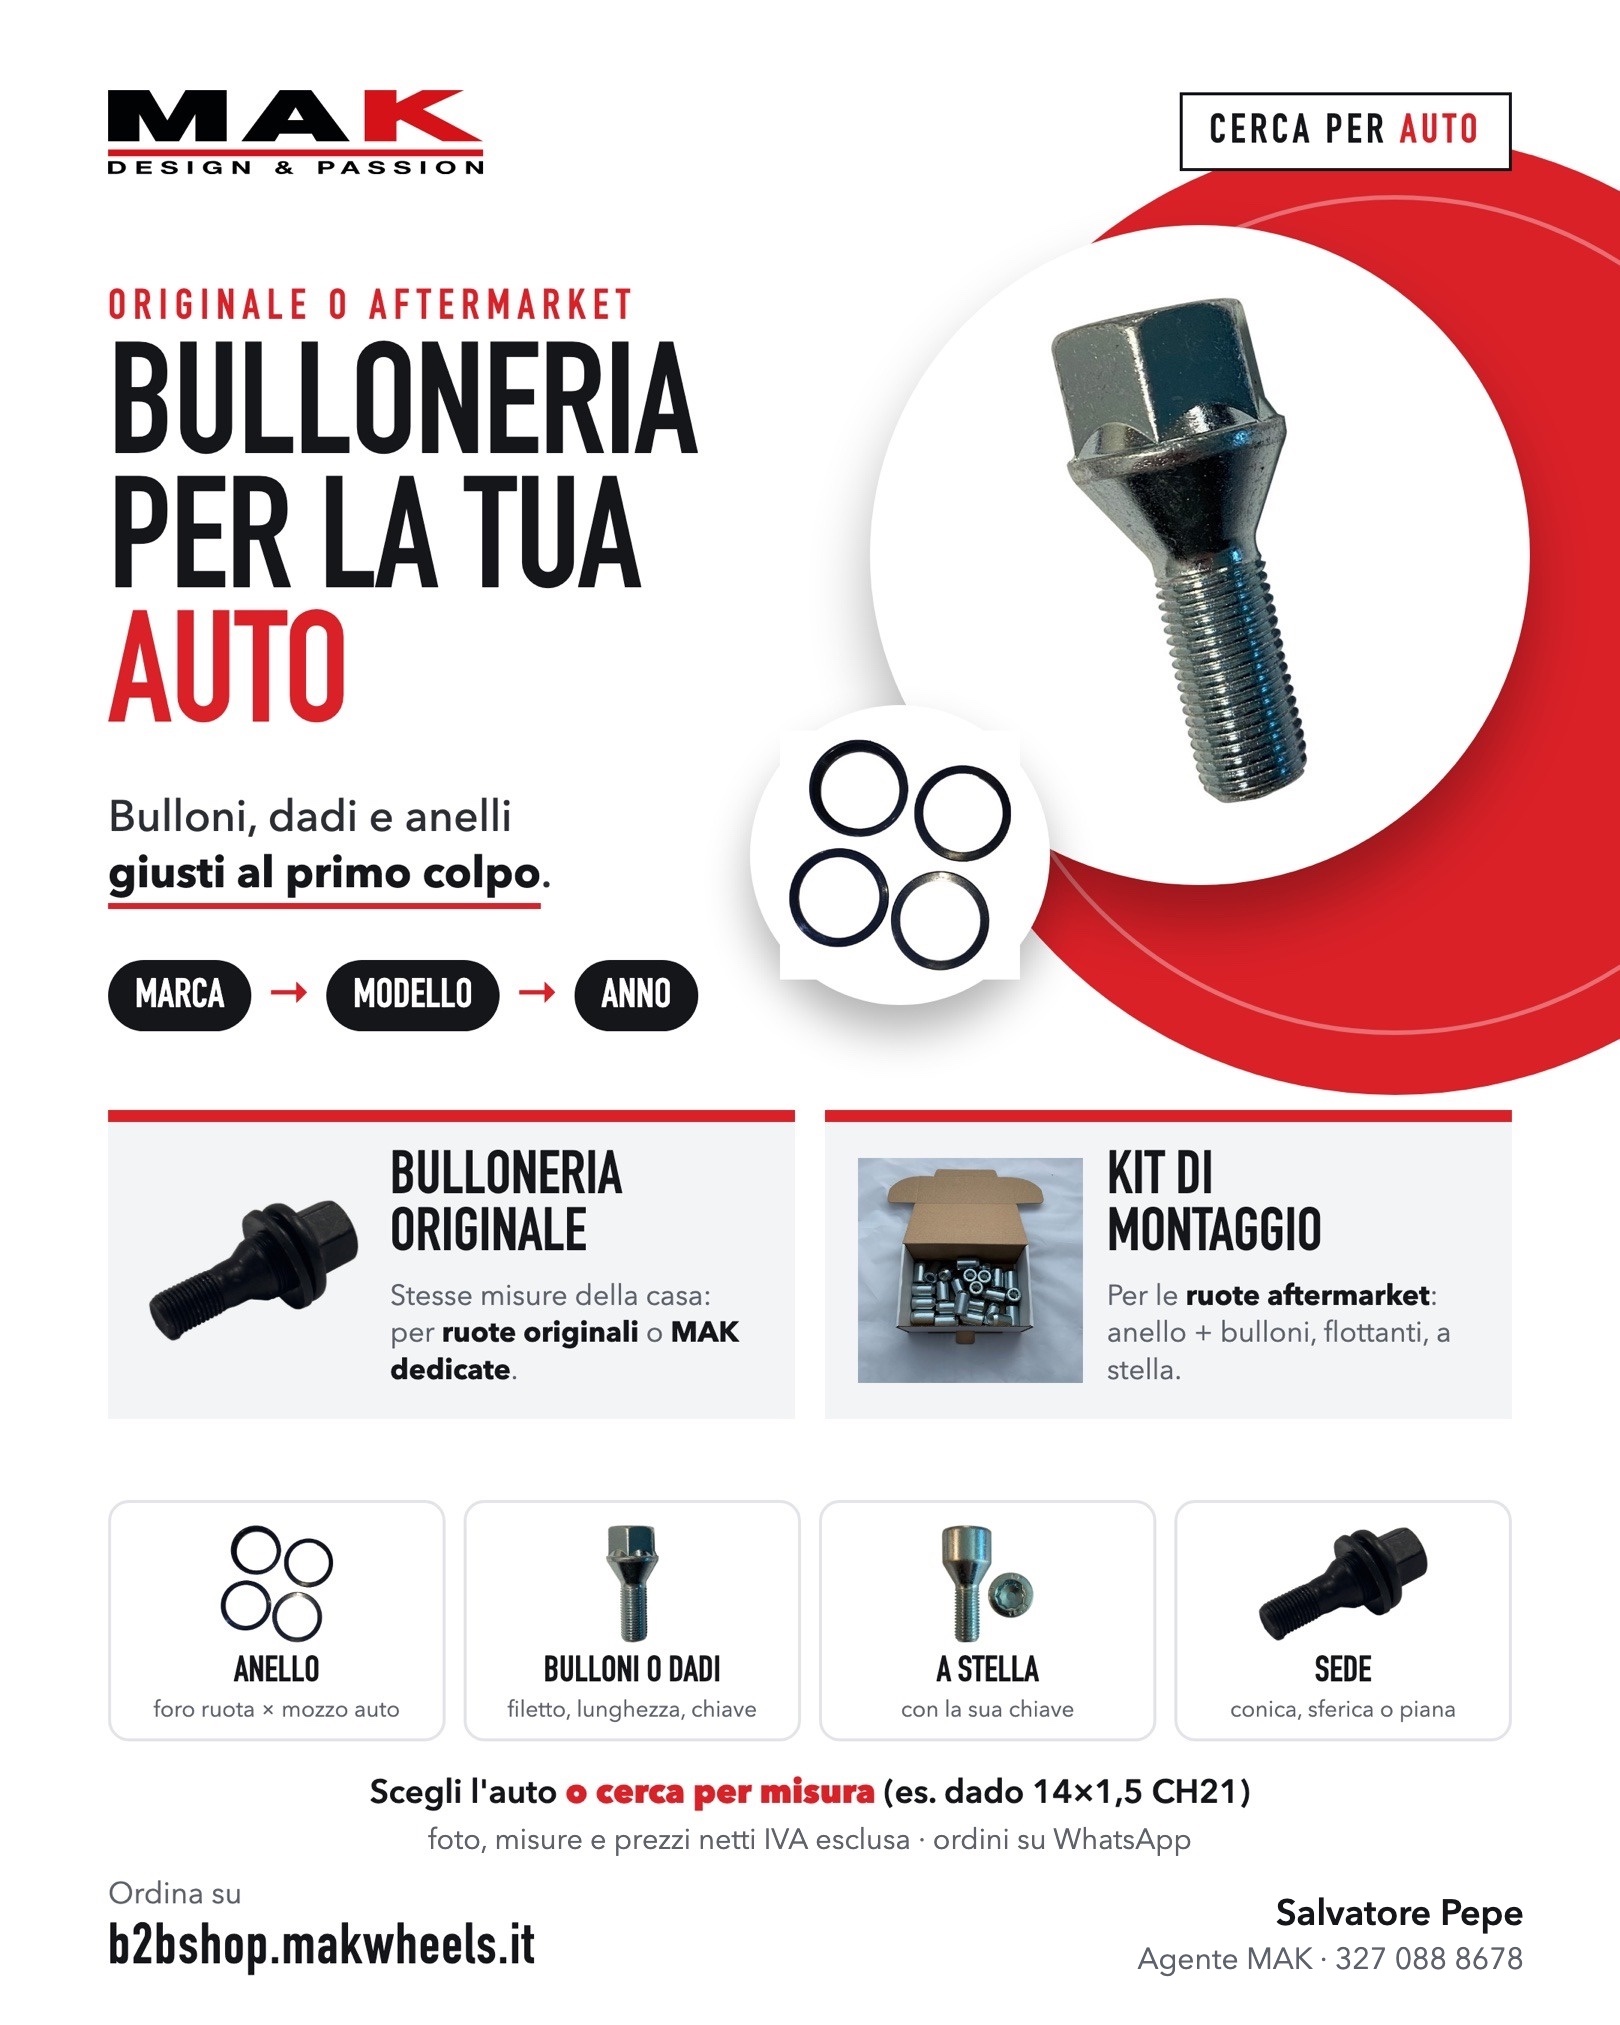 MAK
DESIGN & PASSION
CERCA PER AUTO
ORIGINALE O AFTERMARKET
BULLONERIA
PER LA TUA
AUTO
Bulloni, dadi e anelli
giusti al primo colpo.
MARCA → MODELLO → ANNO
BULLONERIA
ORIGINALE
Stesse misure della casa:
per ruote originali o MAK
dedicate.
KIT DI
MONTAGGIO
Per le ruote aftermarket:
anello + bulloni, flottanti, a
stella.
ANELLO
foro ruota × mozzo auto
BULLONI O DADI
filetto, lunghezza, chiave
A STELLA
con la sua chiave
SEDE
conica, sferica o piana
Scegli l'auto o cerca per misura (es. dado 14×1,5 CH21)
foto, misure e prezzi netti IVA esclusa · ordini su WhatsApp
Ordina su
b2bshop.makwheels.it
Salvatore Pepe
Agente MAK · 327 088 8678